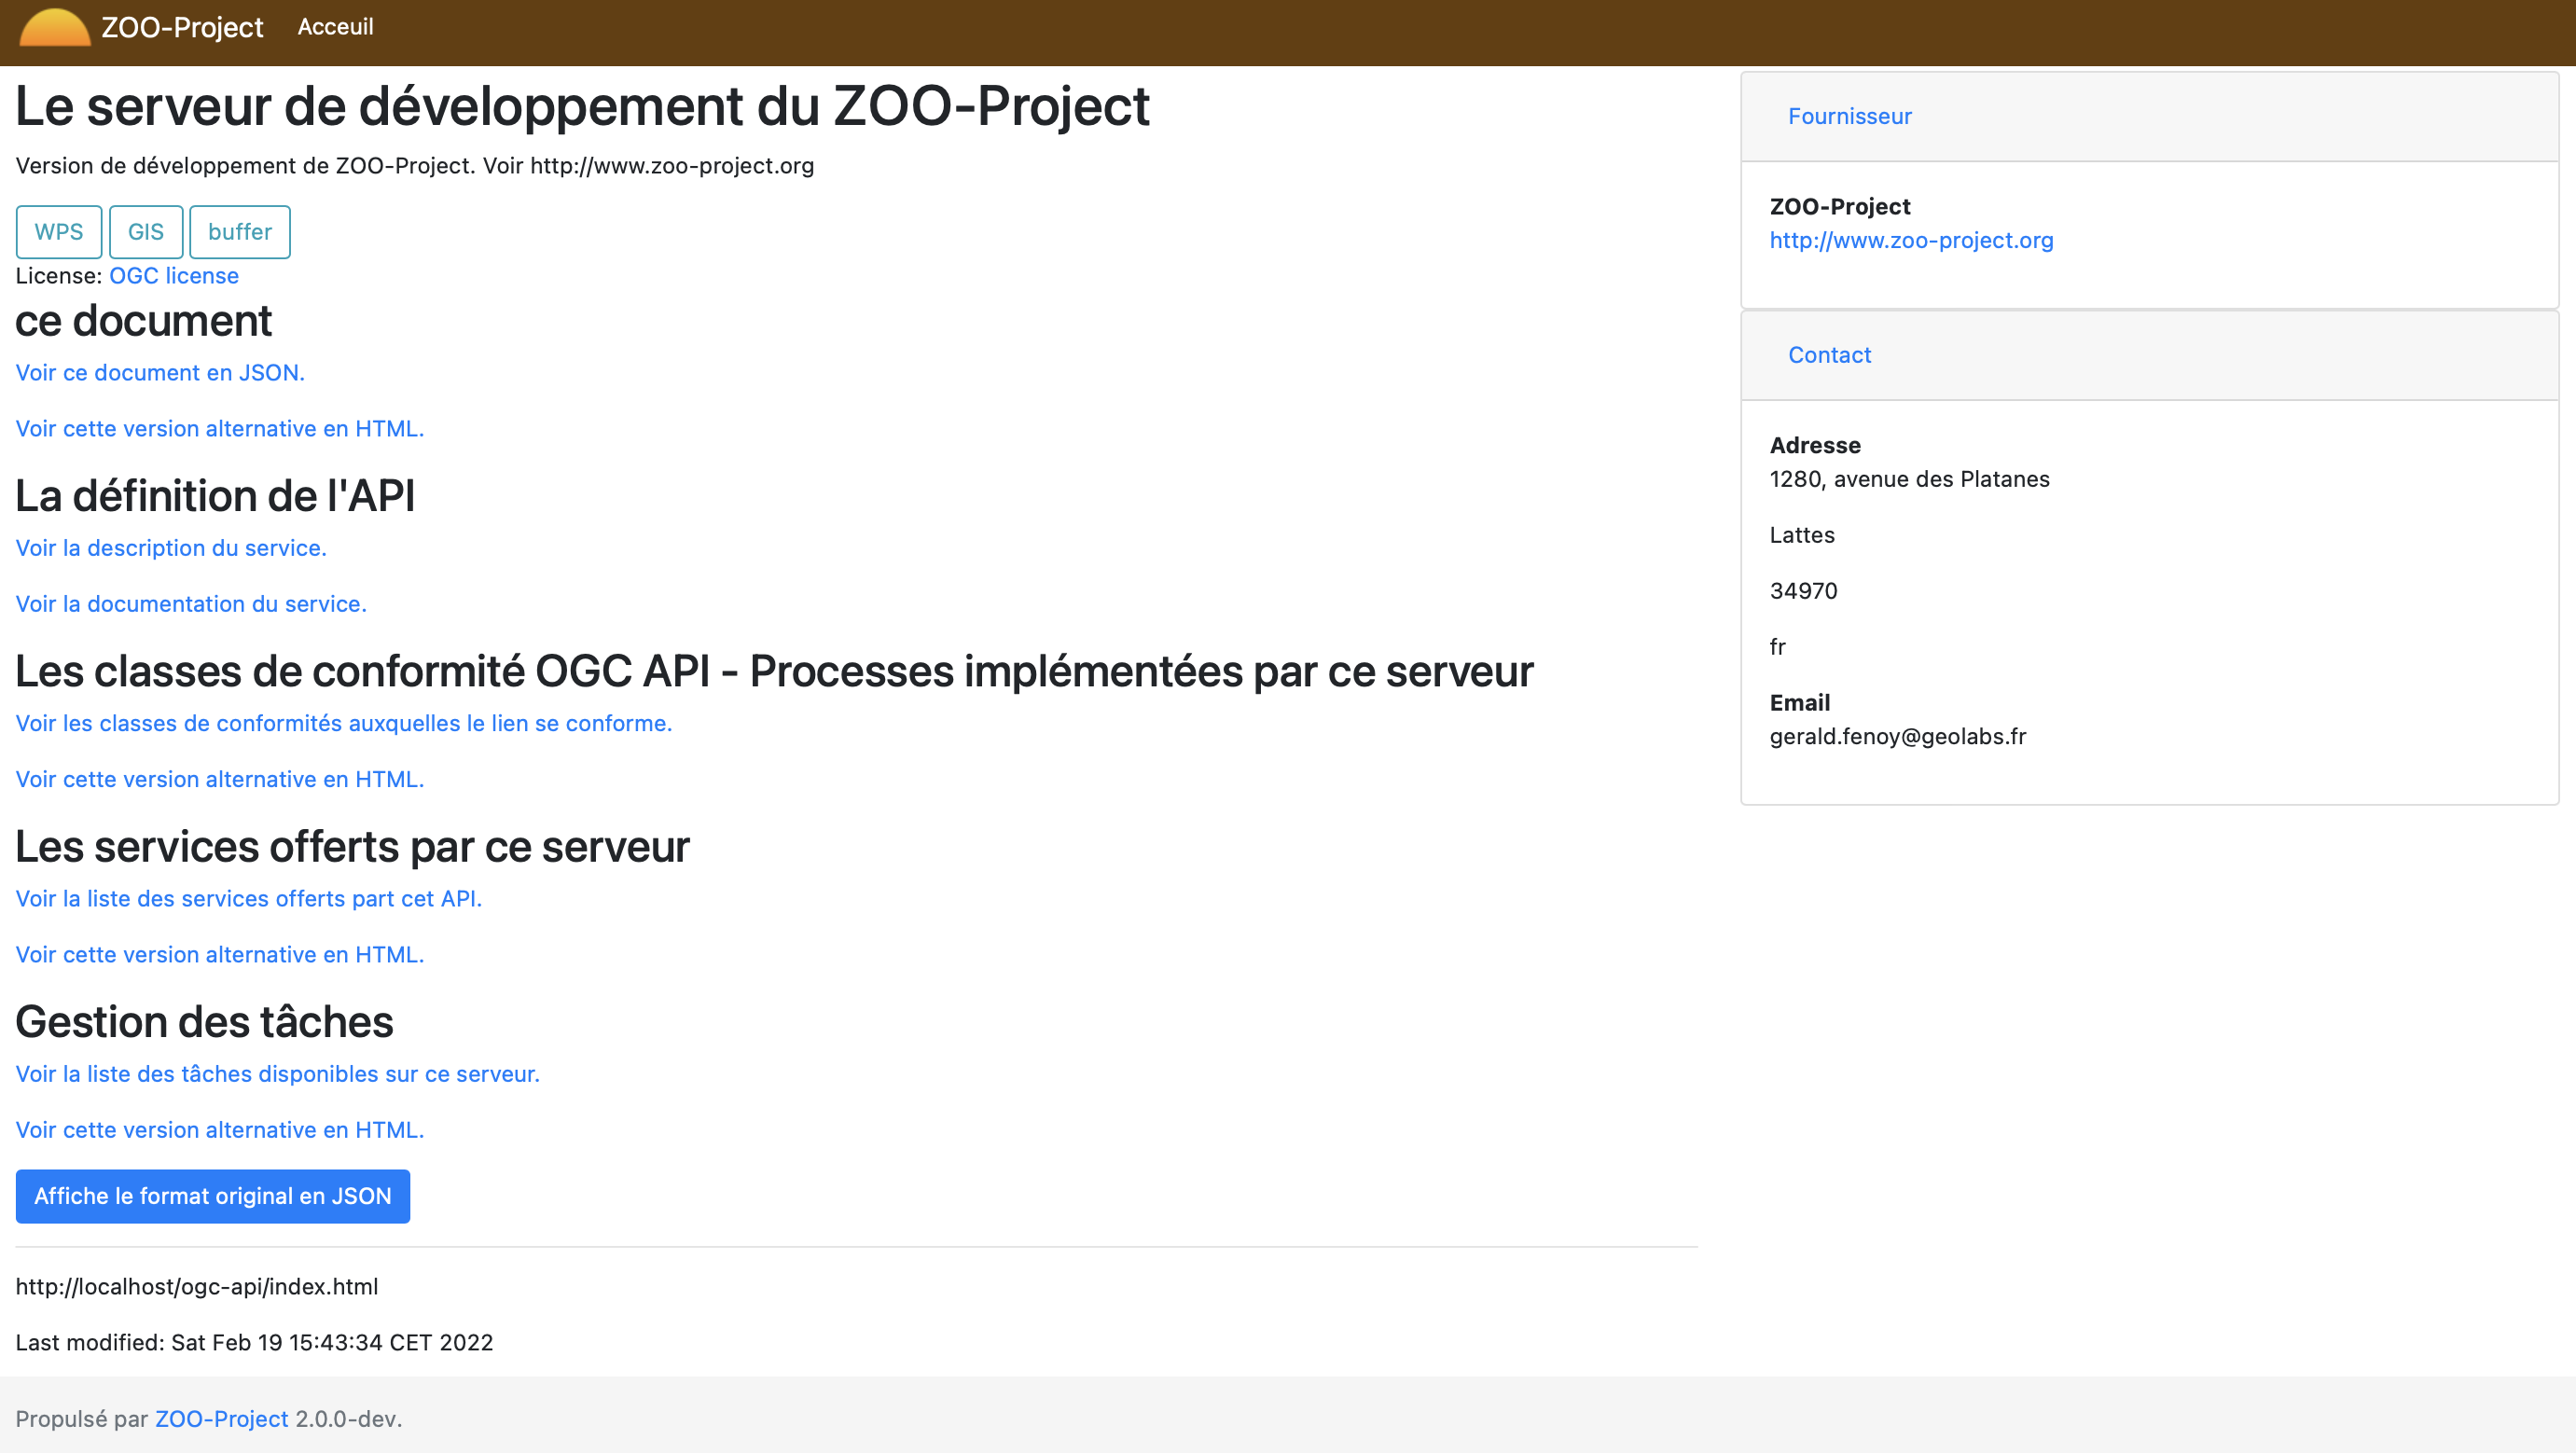 ZOO-Project Acceuil
Le serveur de développement du ZOO-Project
Version de développement de ZOO-Project. Voir http://www.zoo-project.org
WPS GIS buffer
License: OGC license
ce document
Voir ce document en JSON.
Voir cette version alternative en HTML.
La définition de l'API
Voir la description du service.
Voir la documentation du service.
Les classes de conformité OGC API - Processes implémentées par ce serveur
Voir les classes de conformités auxquelles le lien se conforme.
Voir cette version alternative en HTML.
Les services offerts par ce serveur
Voir la liste des services offerts part cet API.
Voir cette version alternative en HTML.
Gestion des tâches
Voir la liste des tâches disponibles sur ce serveur.
Voir cette version alternative en HTML.
Affiche le format original en JSON
http://localhost/ogc-api/index.html
Last modified: Sat Feb 19 15:43:34 CET 2022
Fournisseur
ZOO-Project
http://www.zoo-project.org
Contact
Adresse
1280, avenue des Platanes
Lattes
34970
fr
Email
gerald.fenoy@geolabs.fr
Propulsé par ZOO-Project 2.0.0-dev.